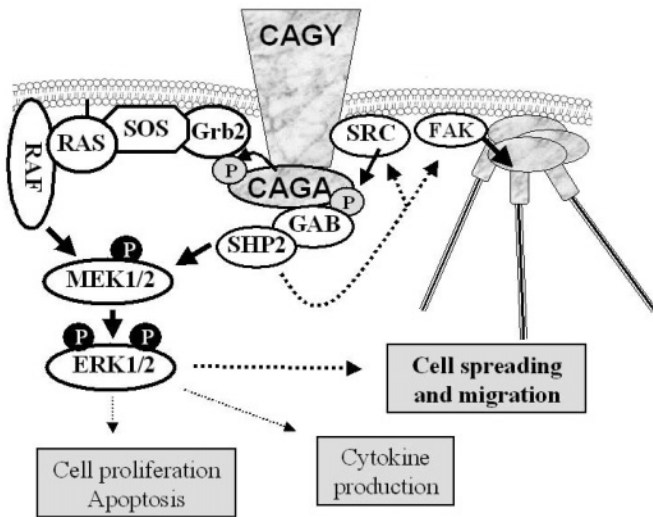 CAGY
RAF
RAS
SOS
Grb2
SRC
FAK
P
CAGA
P
GAB
SHP2
P
MEK1/2
P
P
ERK1/2
Cell spreading
and migration
Cell proliferation
Apoptosis
Cytokine
production